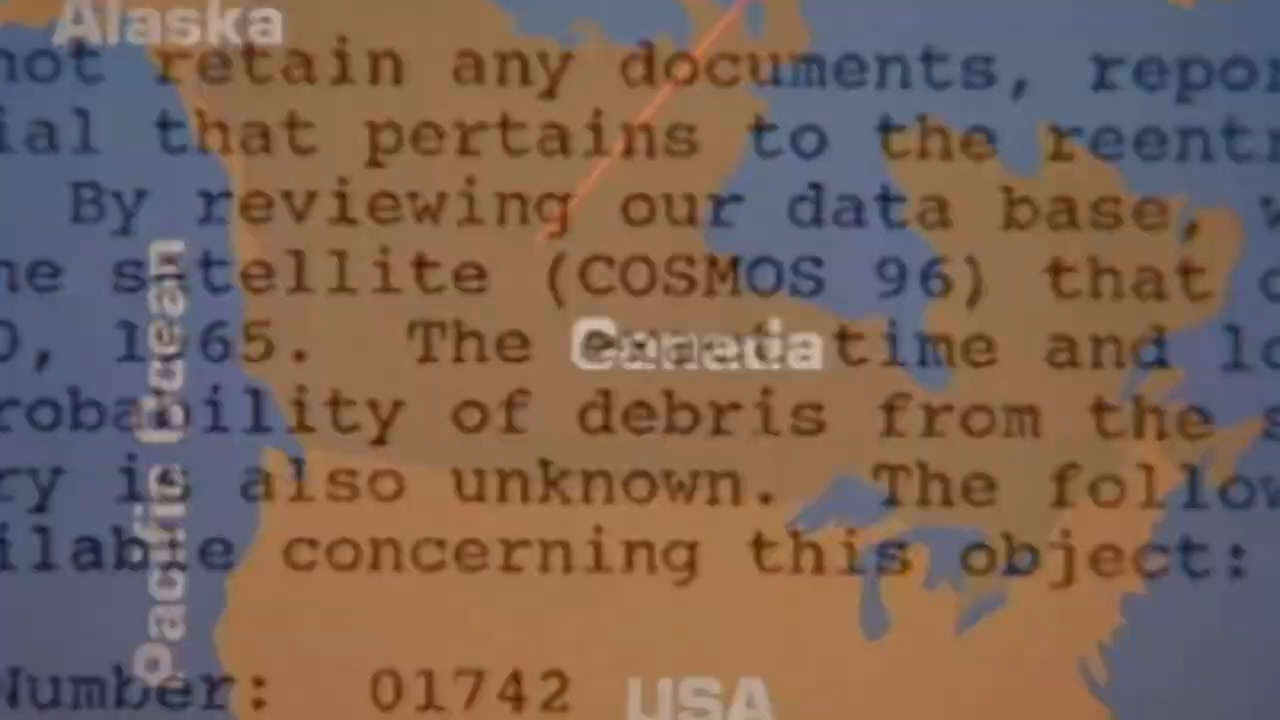 Alaska
not retain any documents, repor
ial that pertains to the reentr
By reviewing our data base, w
he satellite (COSMOS 96) that o
0, 1965. The exact time and lo
robability of debris from the s
ry is also unknown. The follow
ilable concerning this object:
Number: 01742
Canada
Pacific Ocean
USA